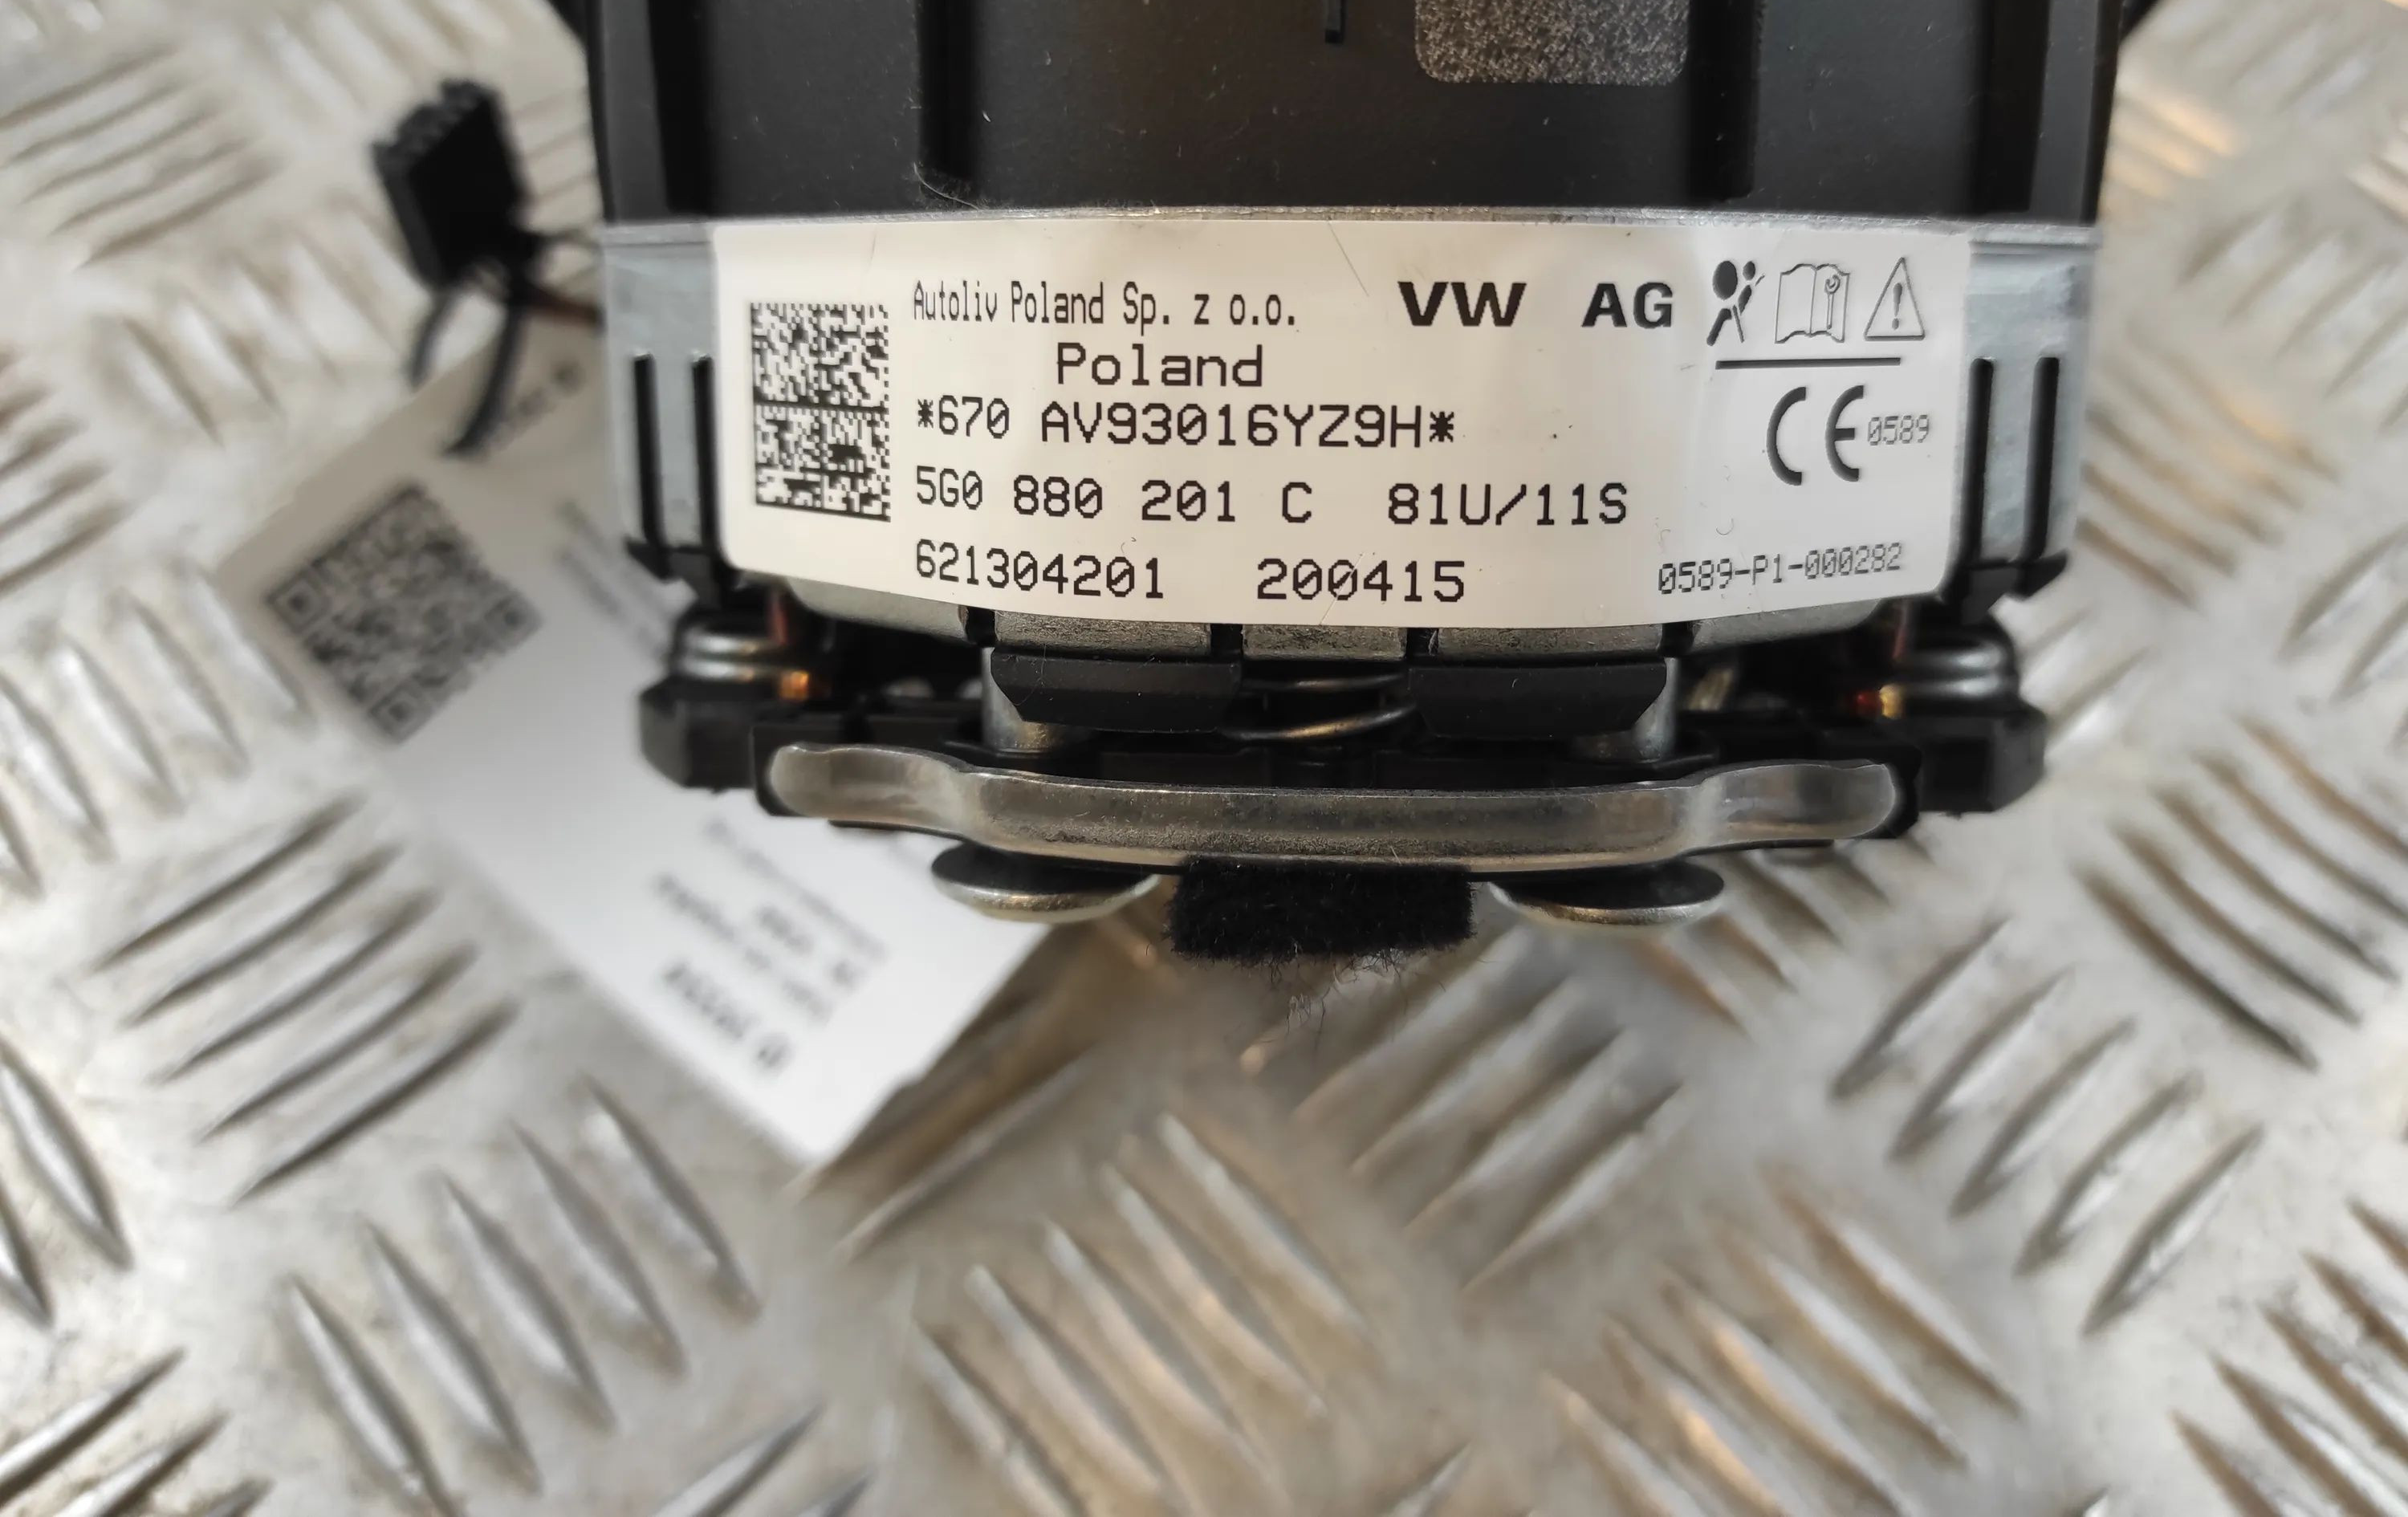 Autoliv Poland Sp. z o.o. VW AG
Poland
*670 AV93016YZ9H*
0589
5G0 880 201 C 81U/11S
621304201 200415 0589-P1-000282